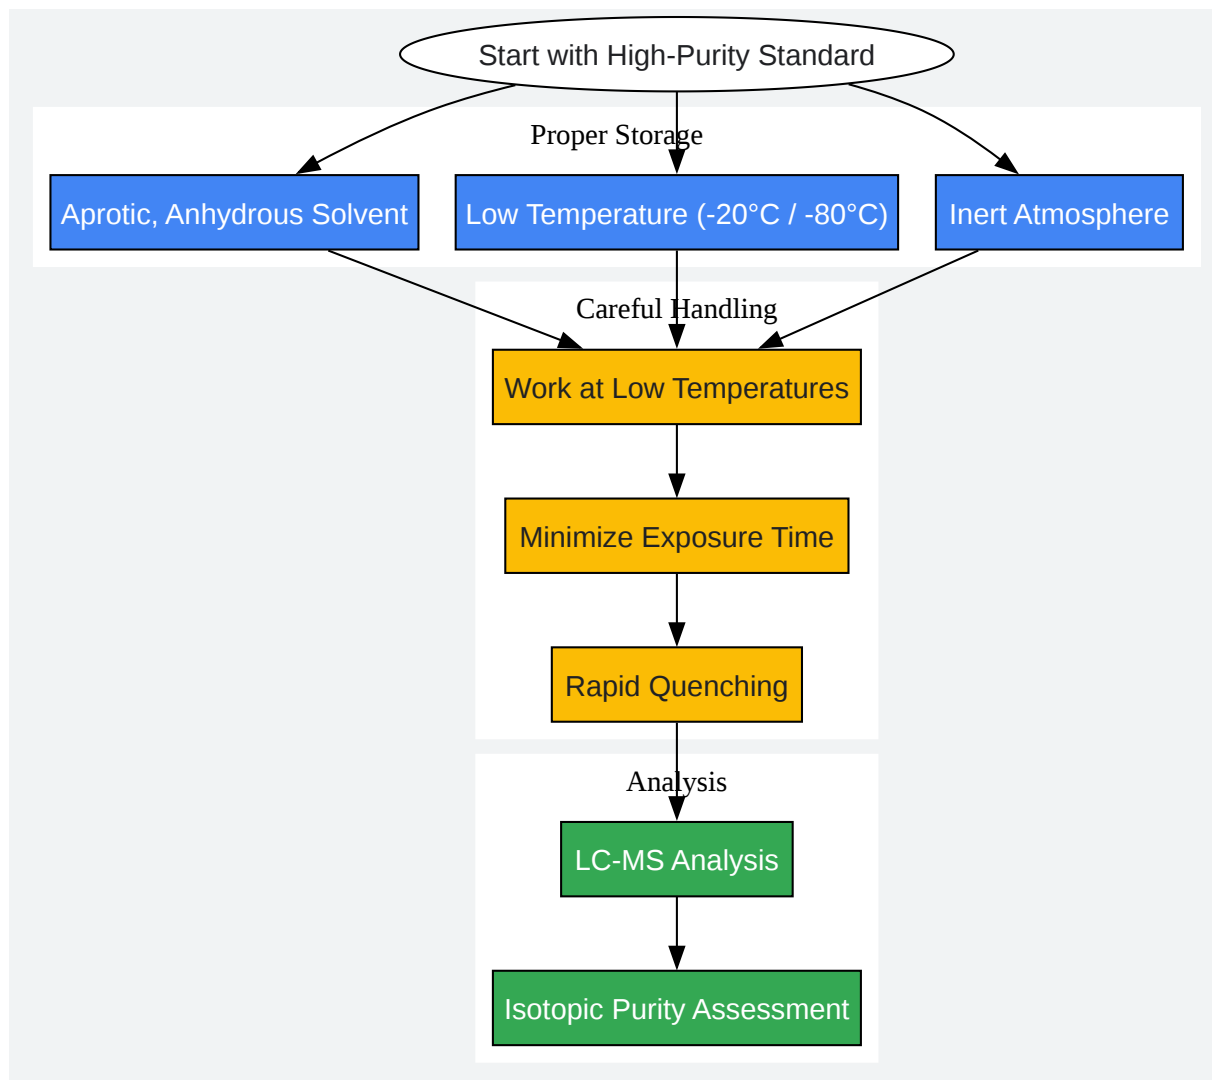 Start with High-Purity Standard
Proper Storage
Aprotic, Anhydrous Solvent
Low Temperature (-20°C / -80°C)
Inert Atmosphere
Careful Handling
Work at Low Temperatures
Minimize Exposure Time
Rapid Quenching
Analysis
LC-MS Analysis
Isotopic Purity Assessment